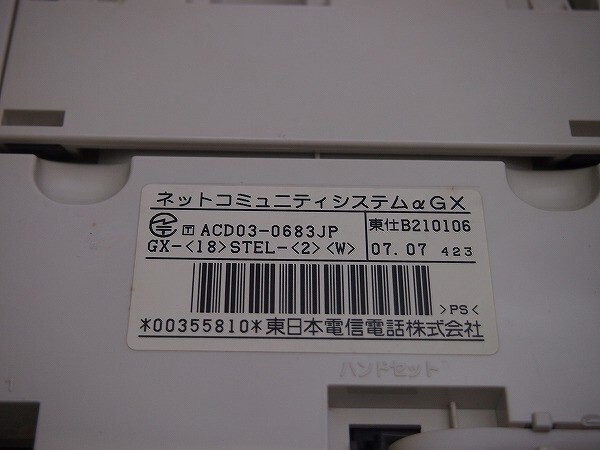 ネットコミュニティシステムαGX
T ACD03-0683JP 東仕B210106
GX-<18>STEL-<2><W> 07.07 423
>PS<
*00355810*東日本電信電話株式会社
ハンドセット
1